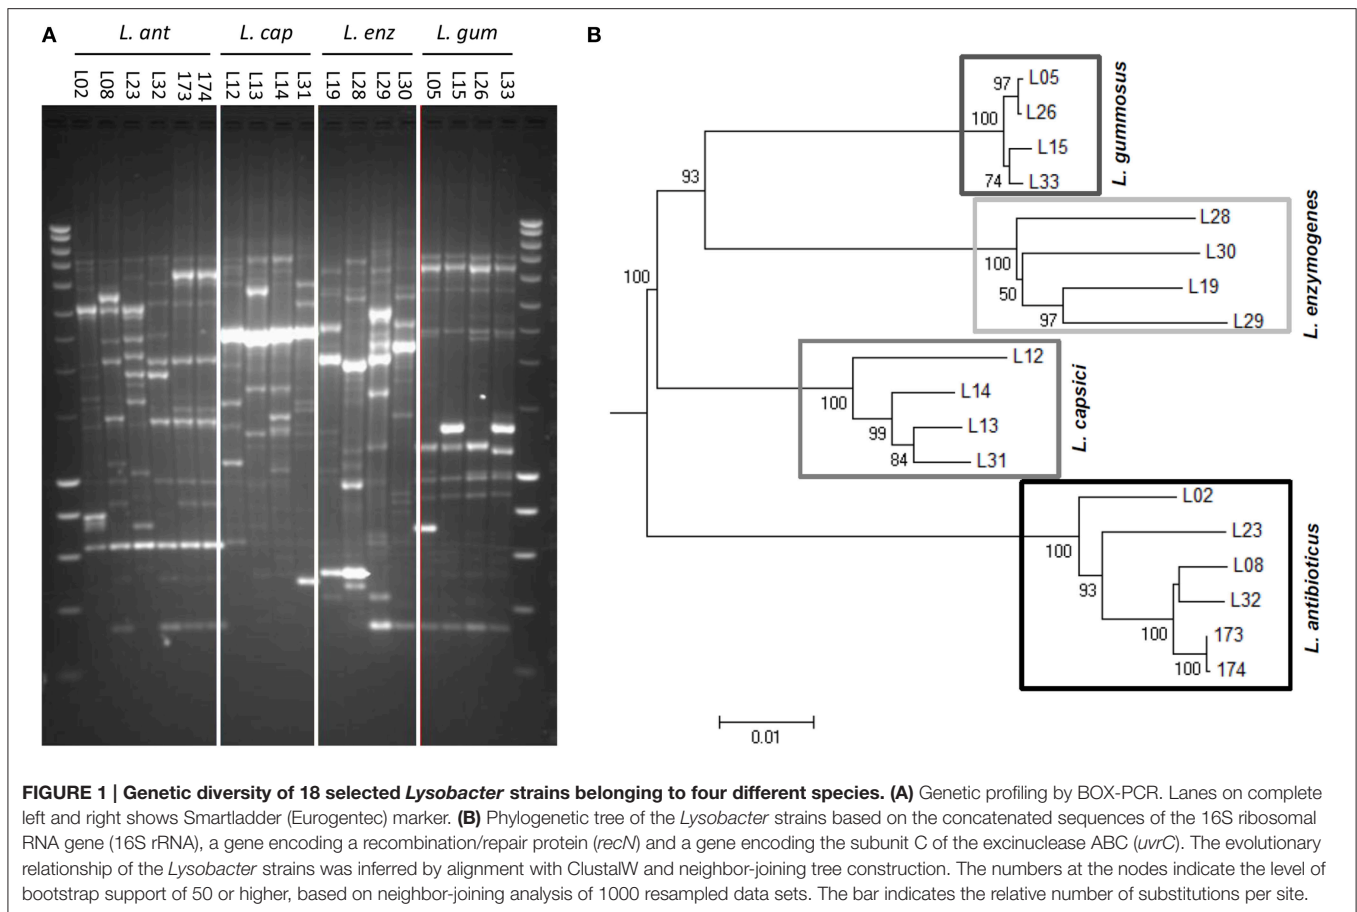 A
L. ant
L. cap
L. enz
L. gum
L02
L08
L23
L32
173
174
L12
L13
L14
L31
L19
L28
L29
L30
L05
L15
L26
L33
B
97
L05
L26
100
L15
74
L33
L. gummosus
93
L28
L30
100
L19
50
97
L29
L. enzymogenes
100
L12
L14
100
L13
99
84
L31
L. capsici
L02
L23
100
L08
93
L32
100
173
100
174
L. antibioticus
0.01
FIGURE 1 | Genetic diversity of 18 selected Lysobacter strains belonging to four different species. (A) Genetic profiling by BOX-PCR. Lanes on complete
left and right shows Smartladder (Eurogentec) marker. (B) Phylogenetic tree of the Lysobacter strains based on the concatenated sequences of the 16S ribosomal
RNA gene (16S rRNA), a gene encoding a recombination/repair protein (recN) and a gene encoding the subunit C of the excinuclease ABC (uvrC). The evolutionary
relationship of the Lysobacter strains was inferred by alignment with ClustalW and neighbor-joining tree construction. The numbers at the nodes indicate the level of
bootstrap support of 50 or higher, based on neighbor-joining analysis of 1000 resampled data sets. The bar indicates the relative number of substitutions per site.